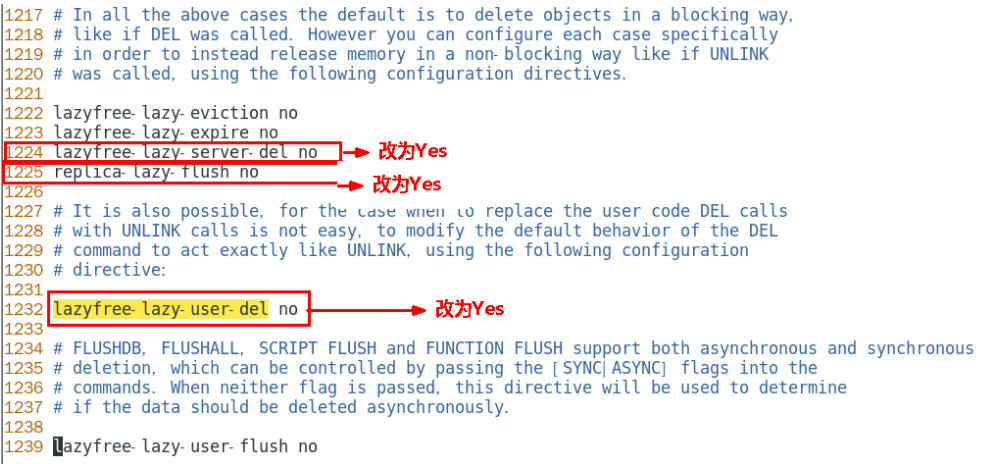 1217 # In all the above cases the default is to delete objects in a blocking way,
1218 # like if DEL was called. However you can configure each case specifically
1219 # in order to instead release memory in a non-blocking way like if UNLINK
1220 # was called, using the following configuration directives.
1221
1222 lazyfree-lazy-eviction no
1223 lazyfree-lazy-expire no
1224 lazyfree-lazy-server-del no 改为Yes
1225 replica-lazy-flush no 改为Yes
1226
1227 # It is also possible, for the case when to replace the user code DEL calls
1228 # with UNLINK calls is not easy, to modify the default behavior of the DEL
1229 # command to act exactly like UNLINK, using the following configuration
1230 # directive:
1231
1232 lazyfree-lazy-user-del no 改为Yes
1233
1234 # FLUSHDB, FLUSHALL, SCRIPT FLUSH and FUNCTION FLUSH support both asynchronous and synchronous
1235 # deletion, which can be controlled by passing the [SYNC|ASYNC] flags into the
1236 # commands. When neither flag is passed, this directive will be used to determine
1237 # if the data should be deleted asynchronously.
1238
1239 lazyfree-lazy-user-flush no